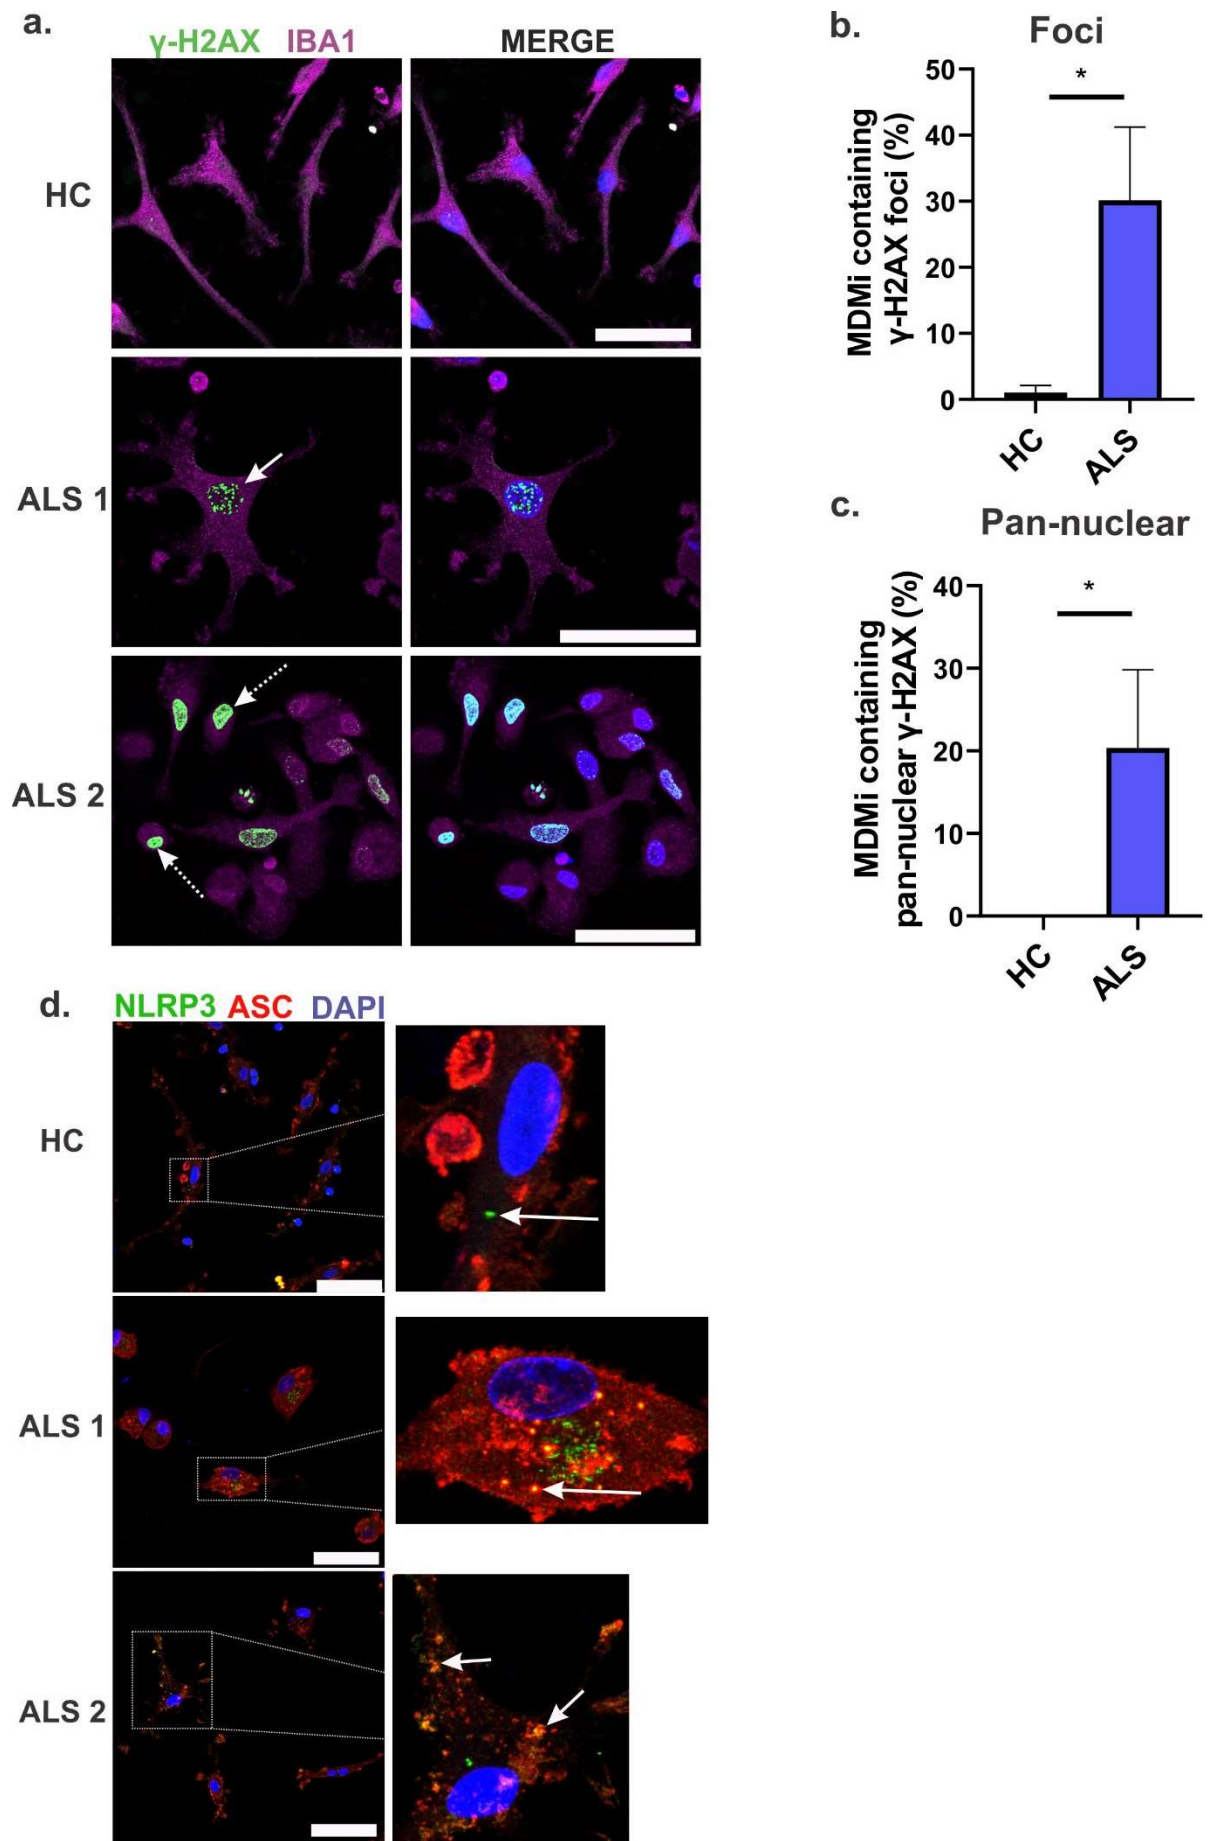 a.
γ-H2AX IBA1 MERGE
HC
ALS 1
ALS 2
b.
Foci
MDMi containing
γ-H2AX foci (%)
50
40
30
20
10
0
*
HC
ALS
c.
Pan-nuclear
MDMi containing
pan-nuclear γ-H2AX (%)
40
30
20
10
0
*
HC
ALS
d.
NLRP3 ASC DAPI
HC
ALS 1
ALS 2